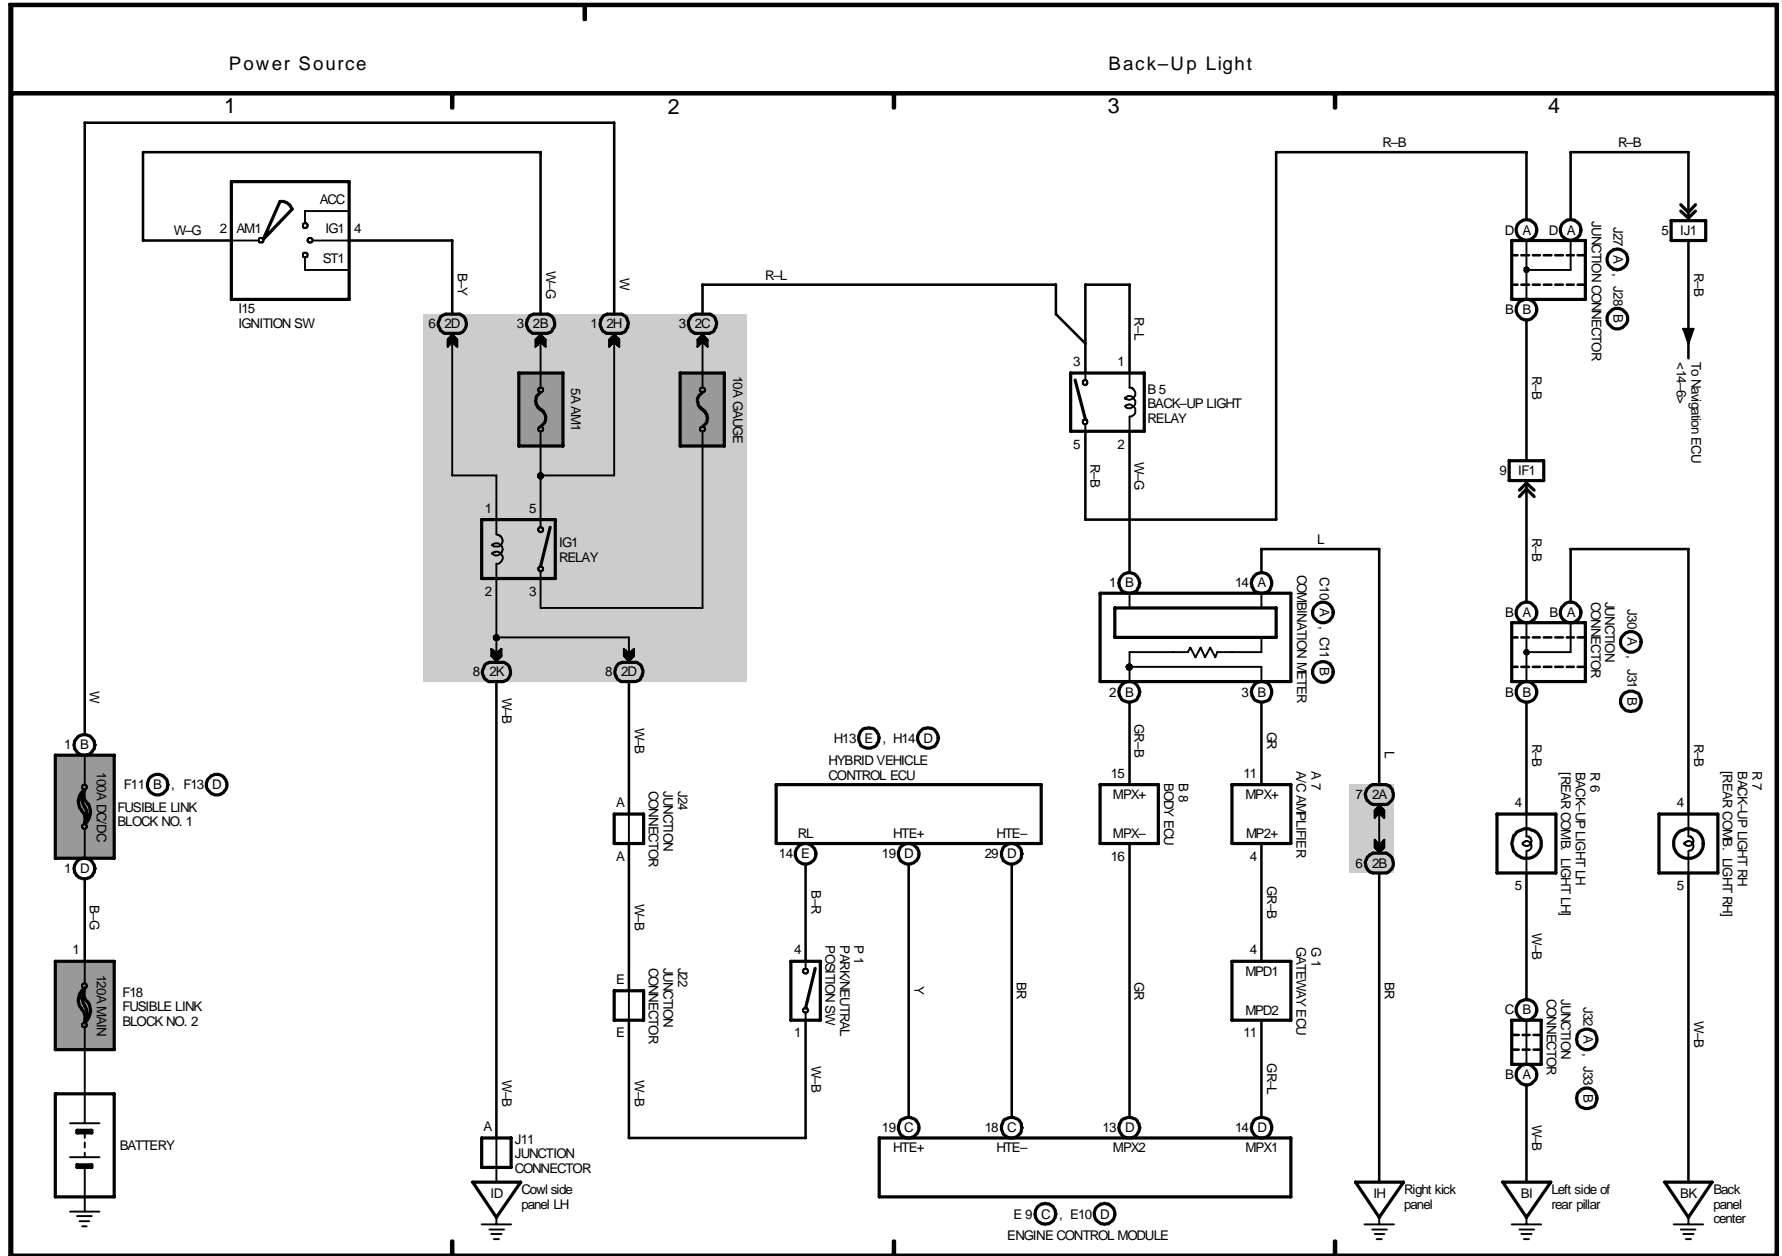 Power Source
Back–Up Light
1
2
3
4
W–G
2
AM1
ACC
IG1
ST1
4
I15
IGNITION SW
B–Y
W–G
W
R–L
6
2D
3
2B
1
2H
3
2C
5A AM1
10A GAUGE
1
5
IG1
RELAY
2
3
8
2K
8
2D
W–B
W–B
W
1
B
100A DC/DC
F11 B , F13 D
FUSIBLE LINK
BLOCK NO. 1
1
D
B–G
1
120A MAIN
F18
FUSIBLE LINK
BLOCK NO. 2
BATTERY
A
J24
JUNCTION
CONNECTOR
A
W–B
E
J22
JUNCTION
CONNECTOR
E
W–B
W–B
A
J11
JUNCTION
CONNECTOR
ID
Cowl side
panel LH
H13 E , H14 D
HYBRID VEHICLE
CONTROL ECU
RL
HTE+
HTE–
14
E
19
D
29
D
B–R
4
P 1
PARK/NEUTRAL
POSITION SW
1
W–B
Y
BR
19
C
18
C
13
D
14
D
HTE+
HTE–
MPX2
MPX1
E 9 C , E10 D
ENGINE CONTROL MODULE
R–L
3
1
B 5
BACK–UP LIGHT
RELAY
5
2
R–B
W–G
1
B
14
A
C10 A , C11 B
COMBINATION METER
2
B
3
B
GR–B
GR
15
MPX+
MPX–
16
B 8
BODY ECU
11
MPX+
MP2+
4
A 7
A/C AMPLIFIER
GR–B
GR
4
MPD1
MPD2
11
G 1
GATEWAY ECU
GR–L
L
L
7
2A
6
2B
BR
IH
Right kick
panel
R–B
R–B
D
A
D
A
J27 A , J28 B
JUNCTION CONNECTOR
B
B
5
IJ1
R–B
To Navigation ECU
<14–6>
R–B
9
IF1
R–B
B
A
B
A
J30 A , J31 B
JUNCTION
CONNECTOR
B
B
R–B
R–B
4
R 6
BACK–UP LIGHT LH
[REAR COMB. LIGHT LH]
5
4
R 7
BACK–UP LIGHT RH
[REAR COMB. LIGHT RH]
5
W–B
W–B
C
B
J32 A , J33 B
JUNCTION
CONNECTOR
B
A
W–B
BI
Left side of
rear pillar
BK
Back
panel
center